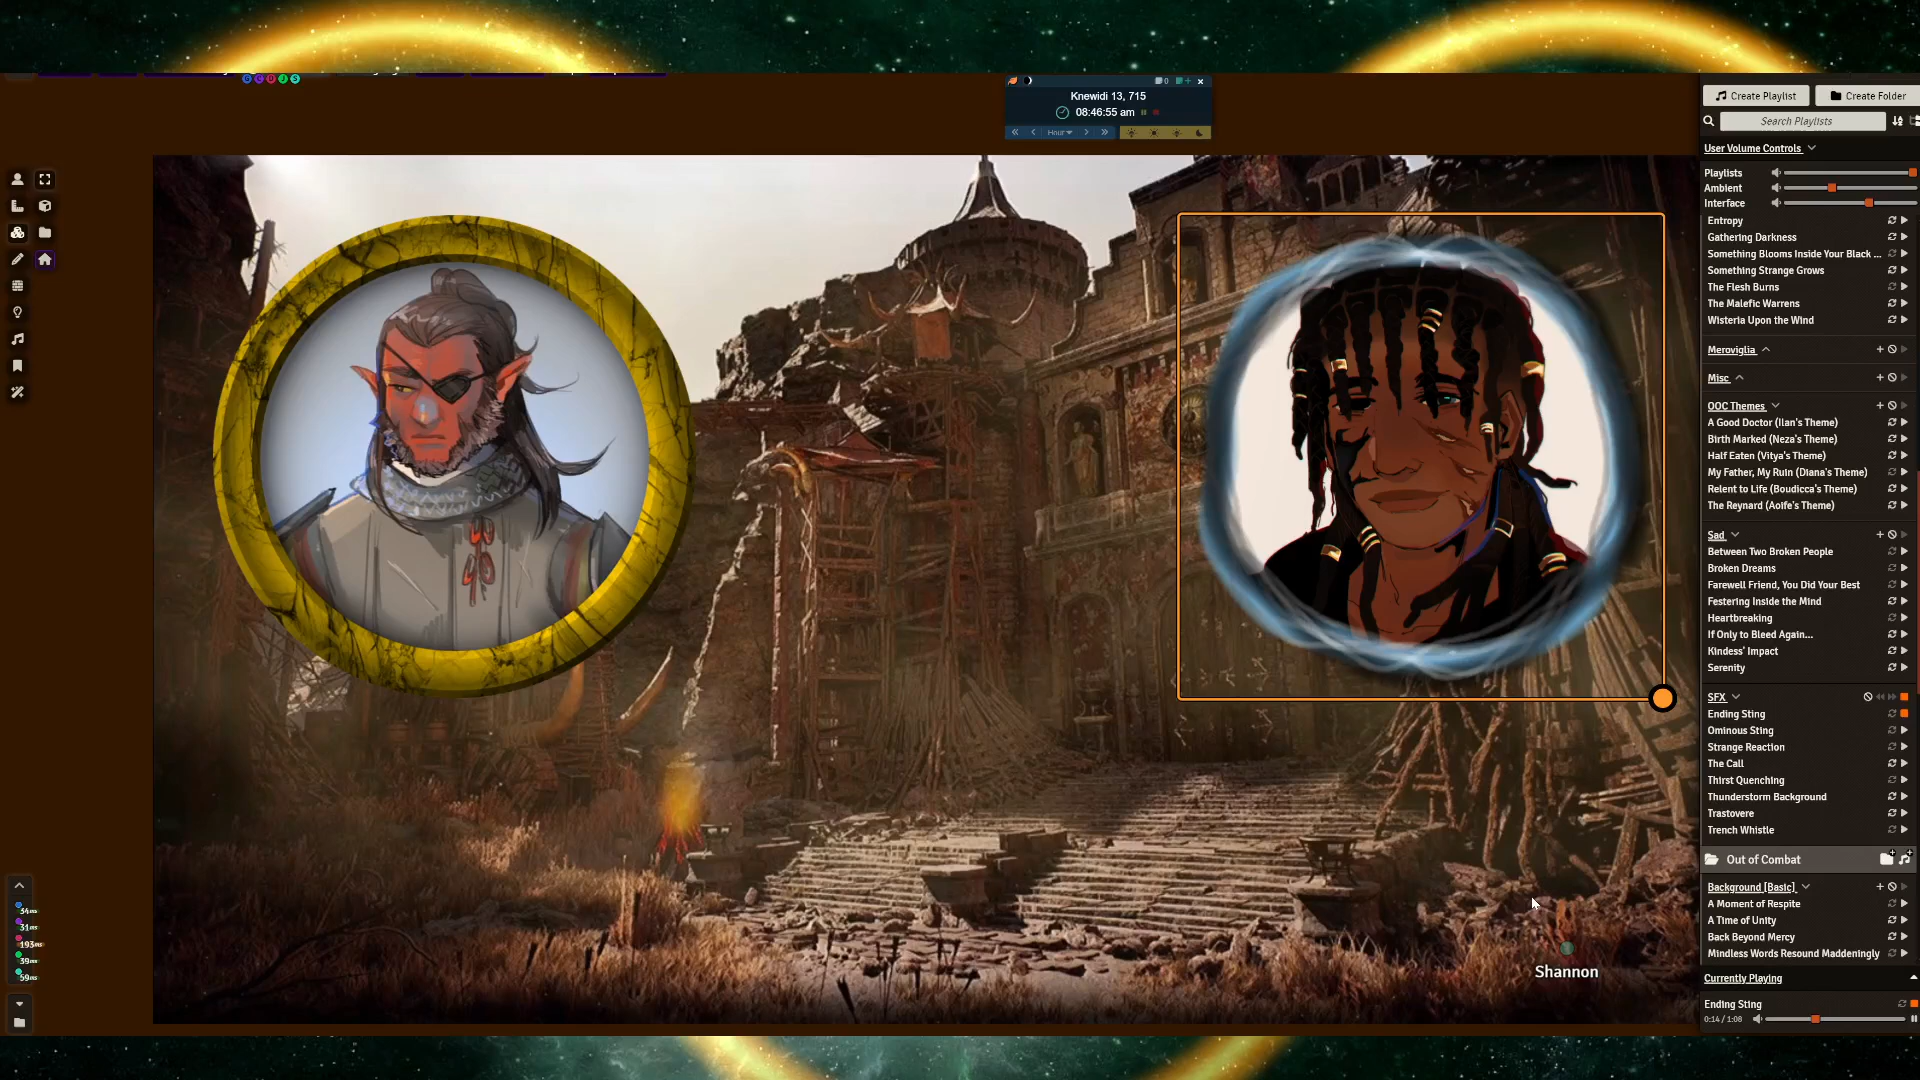 Knewidi 13, 715
0
08:46:55 am
Hour
Create Playlist
Create Folder
Search Playlists
User Volume Controls
Playlists
Ambient
Interface
Entropy
Gathering Darkness
Something Blooms Inside Your Black ...
Something Strange Grows
The Flesh Burns
The Malefic Warrens
Wisteria Upon the Wind
Meroviglia
Misc
OOC Themes
A Good Doctor (Ilan's Theme)
Birth Marked (Neza's Theme)
Half Eaten (Vitya's Theme)
My Father, My Ruin (Diana's Theme)
Relent to Life (Boudicca's Theme)
The Reynard (Aoife's Theme)
Sad
Between Two Broken People
Broken Dreams
Farewell Friend, You Did Your Best
Festering Inside the Mind
Heartbreaking
If Only to Bleed Again...
Kindess' Impact
Serenity
SFX
Ending Sting
Ominous Sting
Strange Reaction
The Call
Thirst Quenching
Thunderstorm Background
Trastovere
Trench Whistle
Out of Combat
Background [Basic]
A Moment of Respite
A Time of Unity
Back Beyond Mercy
Mindless Words Resound Maddeningly
Currently Playing
Ending Sting
0:14 / 1:08
34ms
31ms
193ms
39ms
59ms
Shannon